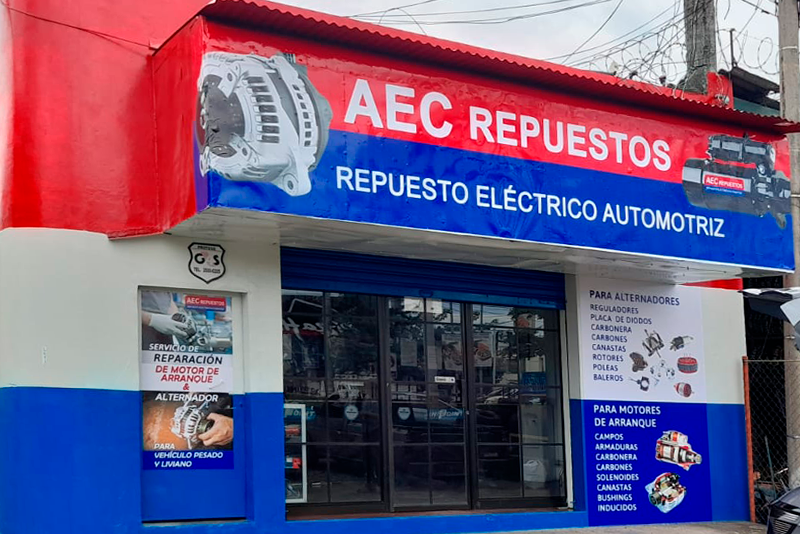 AEC REPUESTOS
REPUESTO ELÉCTRICO AUTOMOTRIZ
AEC REPUESTOS
G4S
AEC REPUESTOS
SERVICIO DE
REPARACIÓN
DE MOTOR DE
ARRANQUE
&
ALTERNADOR
PARA
VEHÍCULO PESADO
Y LIVIANO
PARA ALTERNADORES
REGULADORES
PLACA DE DIODOS
CARBONERA
CARBONES
CANASTAS
ROTORES
POLEAS
BALEROS
PARA MOTORES
DE ARRANQUE
CAMPOS
ARMADURAS
CARBONERA
CARBONES
SOLENOIDES
CANASTAS
BUSHINGS
INDUCIDOS